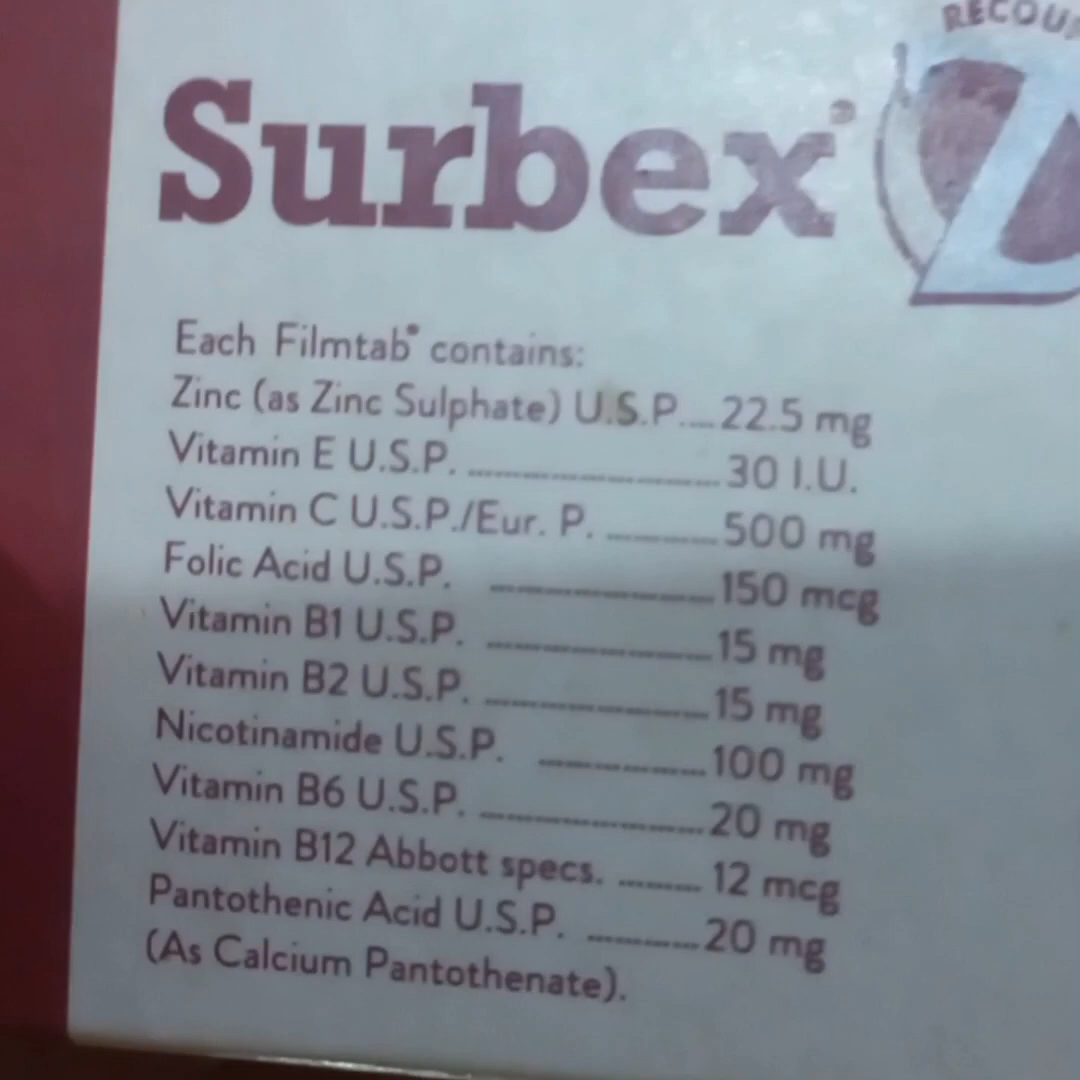 Surbex®
Each Filmtab® contains:
Zinc (as Zinc Sulphate) U.S.P....22.5 mg
Vitamin E U.S.P. ........................ 30 I.U.
Vitamin C U.S.P./Eur. P. ............500 mg
Folic Acid U.S.P. ........................150 mcg
Vitamin B1 U.S.P. ........................15 mg
Vitamin B2 U.S.P. ........................15 mg
Nicotinamide U.S.P. ..................100 mg
Vitamin B6 U.S.P. ........................20 mg
Vitamin B12 Abbott specs. ......... 12 mcg
Pantothenic Acid U.S.P. ............20 mg
(As Calcium Pantothenate).